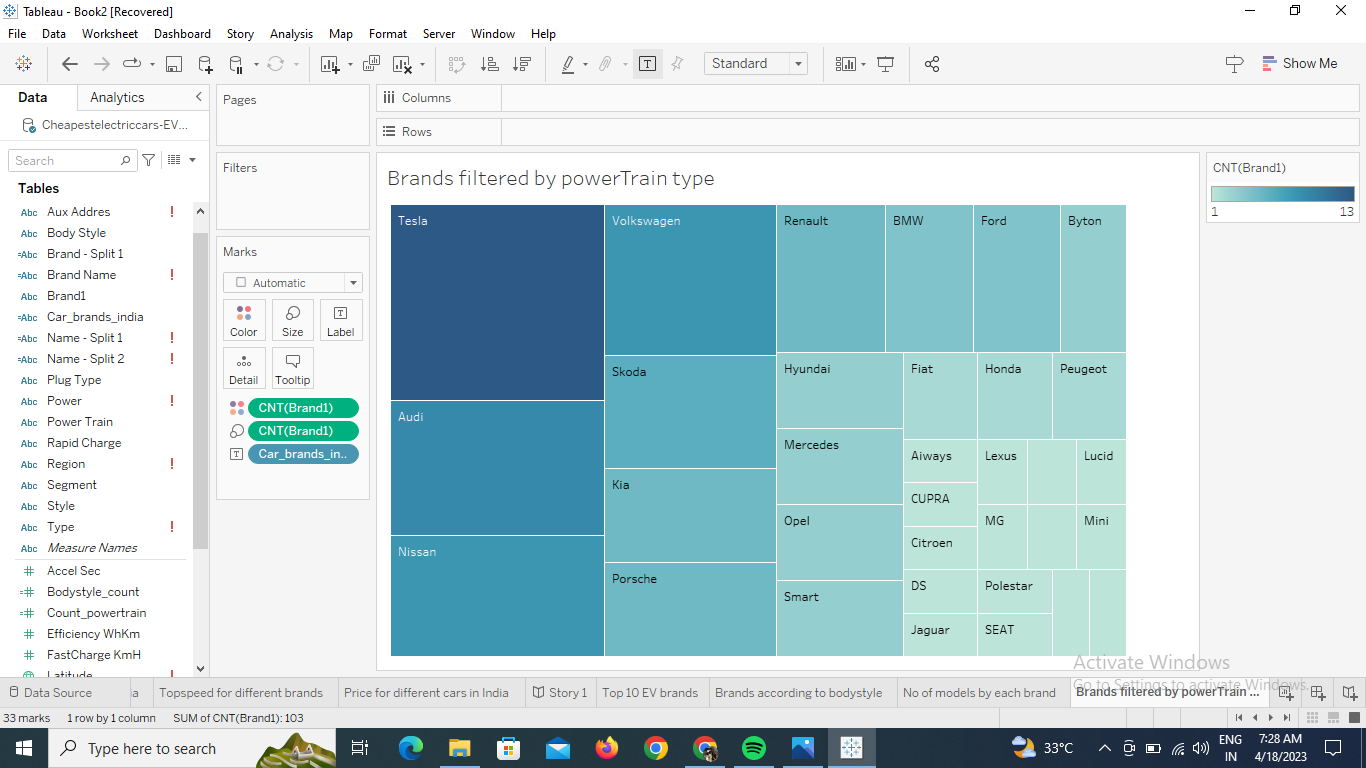 Tableau - Book2 [Recovered]
File Data Worksheet Dashboard Story Analysis Map Format Server Window Help
Standard
Show Me
Data Analytics
Cheapestelectriccars-EV...
Search
Tables
Abc Aux Addres !
Abc Body Style
=Abc Brand - Split 1
=Abc Brand Name !
Abc Brand1
=Abc Car_brands_india
=Abc Name - Split 1 !
=Abc Name - Split 2 !
Abc Plug Type
Abc Power !
Abc Power Train
Abc Rapid Charge
Abc Region !
Abc Segment
Abc Style
Abc Type !
Abc Measure Names
# Accel Sec
=# Bodystyle_count
=# Count_powertrain
# Efficiency WhKm
# FastCharge KmH
Latitude !
Pages
Filters
Marks
Automatic
Color Size Label
Detail Tooltip
CNT(Brand1)
CNT(Brand1)
Car_brands_in..
Columns
Rows
Brands filtered by powerTrain type
Tesla
Audi
Nissan
Volkswagen
Skoda
Kia
Porsche
Renault
BMW
Ford
Byton
Hyundai
Mercedes
Opel
Smart
Fiat
Honda
Peugeot
Aiways
CUPRA
Citroen
DS
Jaguar
Lexus
Lucid
MG
Mini
Polestar
SEAT
CNT(Brand1)
1 13
Activate Windows
Go to Settings to activate Windows.
Data Source
ia
Topspeed for different brands
Price for different cars in India
Story 1
Top 10 EV brands
Brands according to bodystyle
No of models by each brand
Brands filtered by powerTrain ...
33 marks 1 row by 1 column SUM of CNT(Brand1): 103
Type here to search
33°C
ENG
IN
7:28 AM
4/18/2023